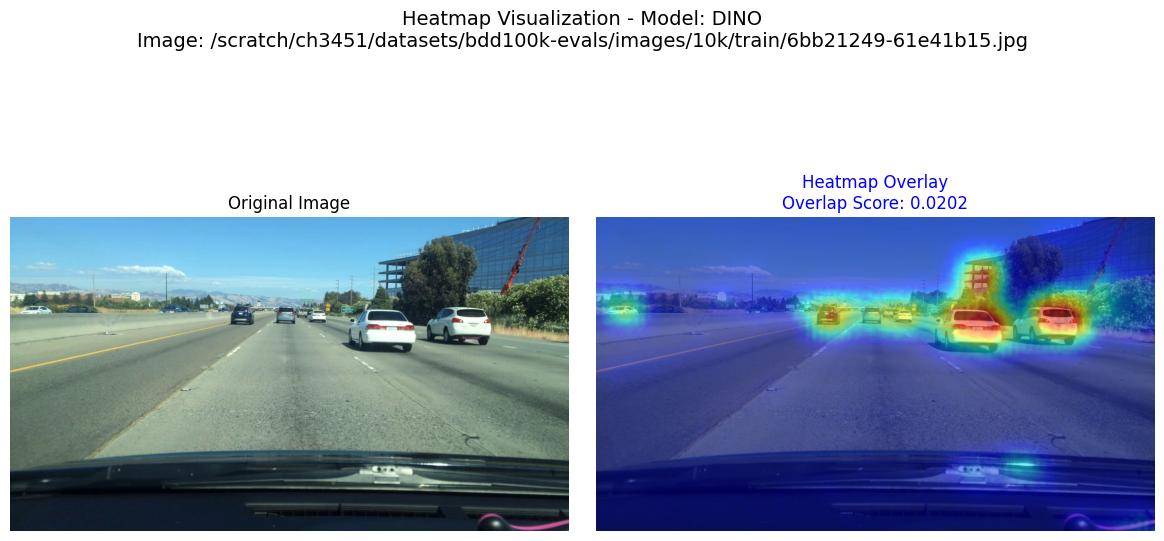 Heatmap Visualization - Model: DINO
Image: /scratch/ch3451/datasets/bdd100k-evals/images/10k/train/6bb21249-61e41b15.jpg
Original Image
Heatmap Overlay
Overlap Score: 0.0202